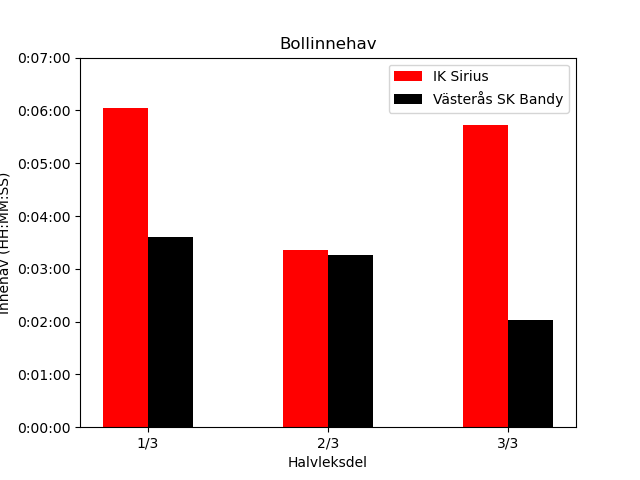 Bollinnehav
IK Sirius
Västerås SK Bandy
0:07:00
0:06:00
0:05:00
0:04:00
0:03:00
0:02:00
0:01:00
0:00:00
Innehav (HH:MM:SS)
1/3 2/3 3/3
Halvleksdel